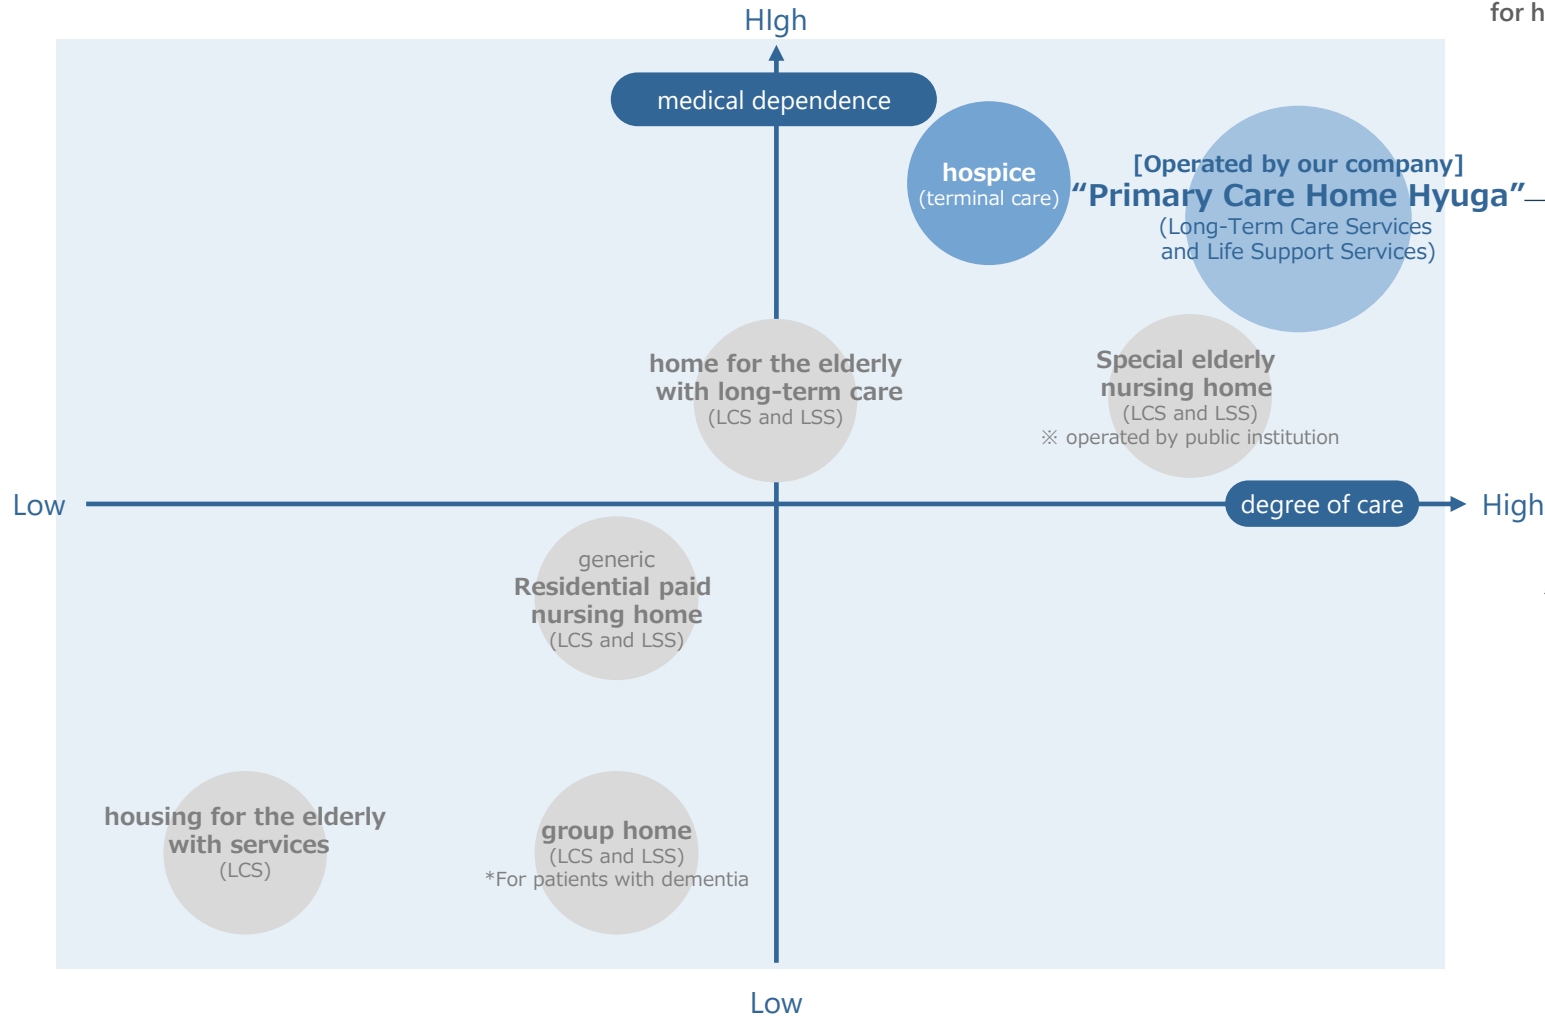 HIgh
for h
medical dependence
hospice
(terminal care)
[Operated by our company]
“Primary Care Home Hyuga”
(Long-Term Care Services
and Life Support Services)
home for the elderly
with long-term care
(LCS and LSS)
Special elderly
nursing home
(LCS and LSS)
※ operated by public institution
Low
degree of care
High
generic
Residential paid
nursing home
(LCS and LSS)
housing for the elderly
with services
(LCS)
group home
(LCS and LSS)
*For patients with dementia
Low